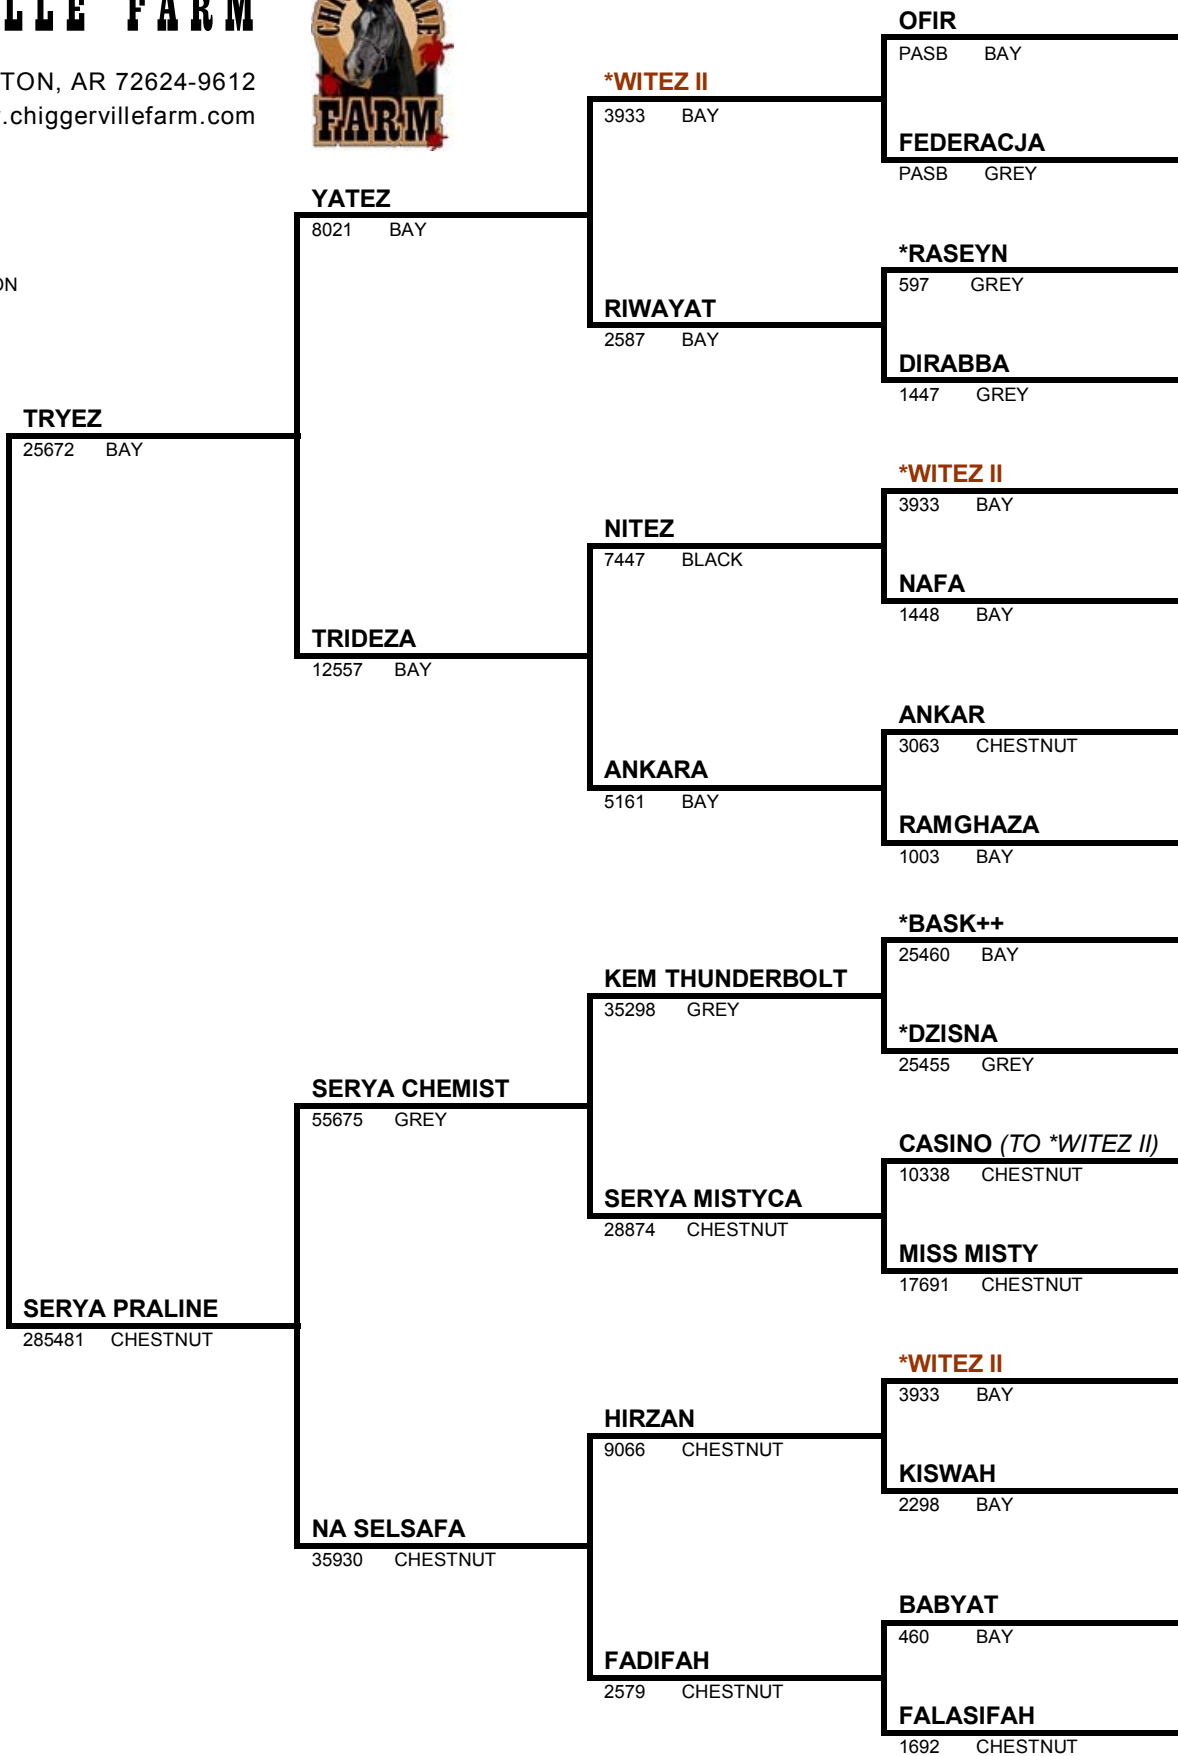 LLE FARM
TON, AR 72624-9612
.chiggervillefarm.com
FARM
ON
TRYEZ
25672 BAY
SERYA PRALINE
285481 CHESTNUT
YATEZ
8021 BAY
TRIDEZA
12557 BAY
SERYA CHEMIST
55675 GREY
NA SELSAFA
35930 CHESTNUT
*WITEZ II
3933 BAY
RIWAYAT
2587 BAY
NITEZ
7447 BLACK
ANKARA
5161 BAY
KEM THUNDERBOLT
35298 GREY
SERYA MISTYCA
28874 CHESTNUT
HIRZAN
9066 CHESTNUT
FADIFAH
2579 CHESTNUT
OFIR
PASB BAY
FEDERACJA
PASB GREY
*RASEYN
597 GREY
DIRABBA
1447 GREY
*WITEZ II
3933 BAY
NAFA
1448 BAY
ANKAR
3063 CHESTNUT
RAMGHAZA
1003 BAY
*BASK++
25460 BAY
*DZISNA
25455 GREY
CASINO (TO *WITEZ II)
10338 CHESTNUT
MISS MISTY
17691 CHESTNUT
*WITEZ II
3933 BAY
KISWAH
2298 BAY
BABYAT
460 BAY
FALASIFAH
1692 CHESTNUT